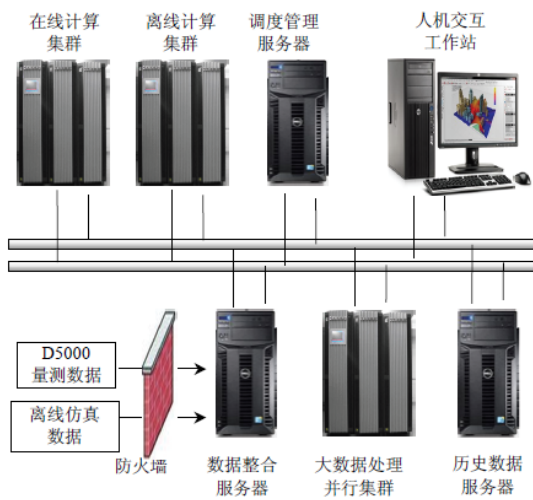 在线计算
集群
离线计算
集群
调度管理
服务器
人机交互
工作站
D5000
量测数据
离线仿真
数据
防火墙
数据整合
服务器
大数据处理
并行集群
历史数据
服务器